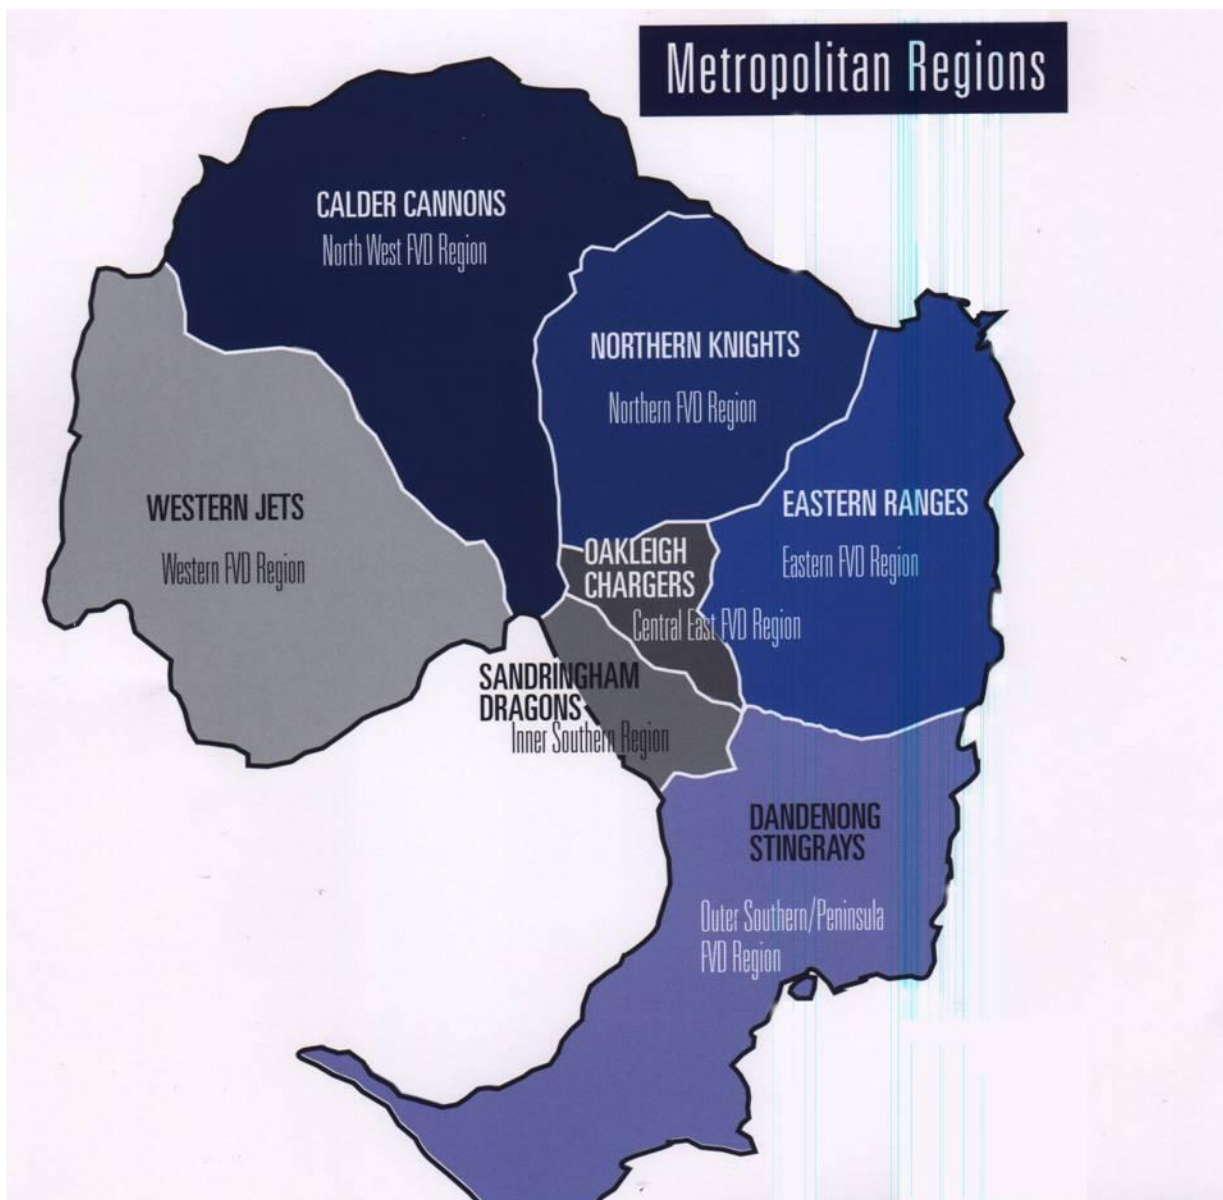 Metropolitan Regions
CALDER CANNONS
North West FVD Region
NORTHERN KNIGHTS
Northern FVD Region
WESTERN JETS
Western FVD Region
EASTERN RANGES
Eastern FVD Region
OAKLEIGH
CHARGERS
Central East FVD Region
SANDRINGHAM
DRAGONS
Inner Southern Region
DANDENONG
STINGRAYS
Outer Southern/Peninsula
FVD Region